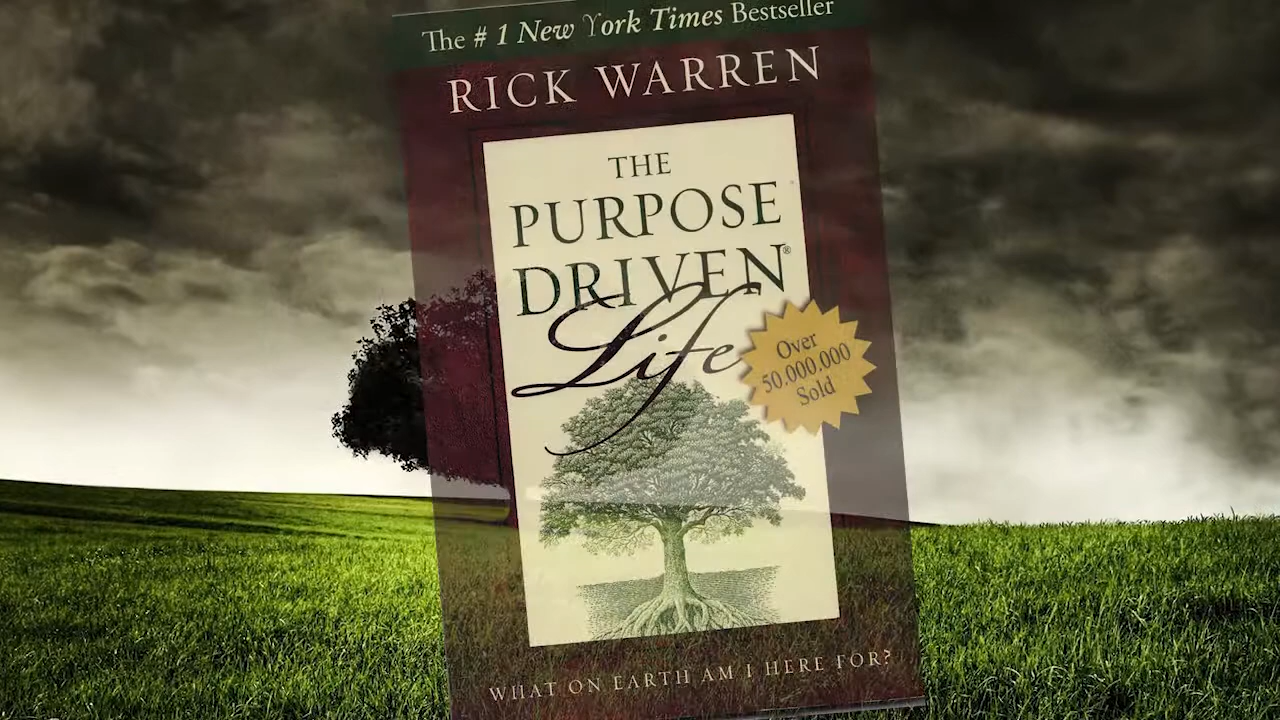 The # 1 New York Times Bestseller
RICK WARREN
THE
PURPOSE
DRIVEN®
Life
Over
50.000.000
Sold
WHAT ON EARTH AM I HERE FOR?